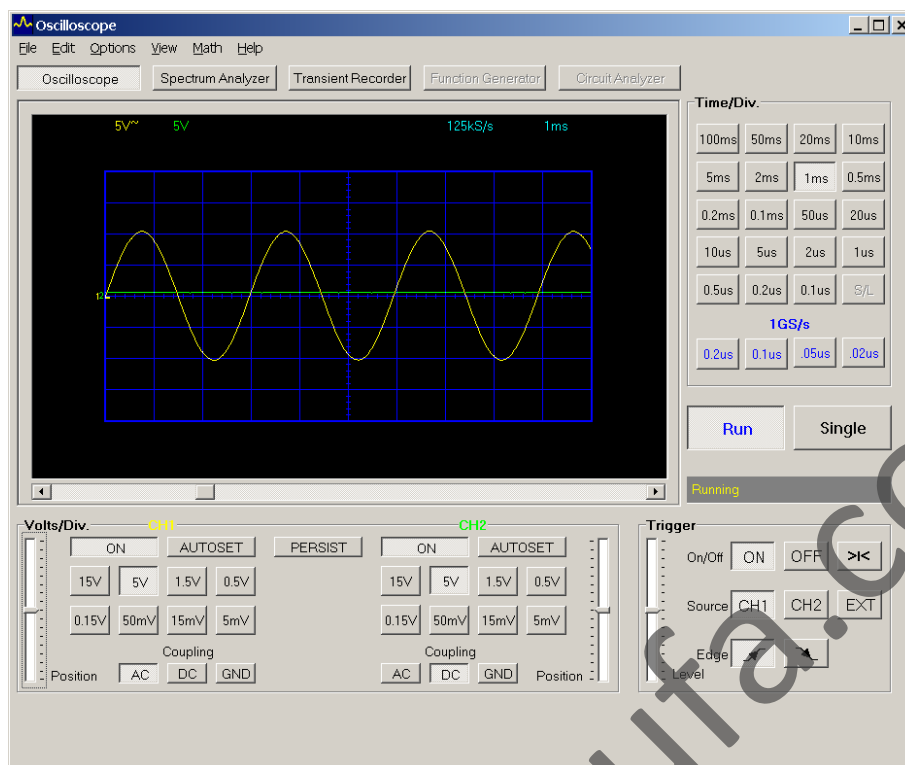 Oscilloscope
File Edit Options View Math Help
Oscilloscope Spectrum Analyzer Transient Recorder Function Generator Circuit Analyzer
5V~ 5V 125kS/s 1ms
12
Time/Div.
100ms 50ms 20ms 10ms
5ms 2ms 1ms 0.5ms
0.2ms 0.1ms 50us 20us
10us 5us 2us 1us
0.5us 0.2us 0.1us S/L
1GS/s
0.2us 0.1us .05us .02us
Run Single
Running
Volts/Div. CH1 CH2
ON AUTOSET PERSIST ON AUTOSET
15V 5V 1.5V 0.5V 15V 5V 1.5V 0.5V
0.15V 50mV 15mV 5mV 0.15V 50mV 15mV 5mV
Coupling Coupling
Position AC DC GND AC DC GND Position
Trigger
On/Off ON OFF >I<
Source CH1 CH2 EXT
Edge
Level
ufa.co